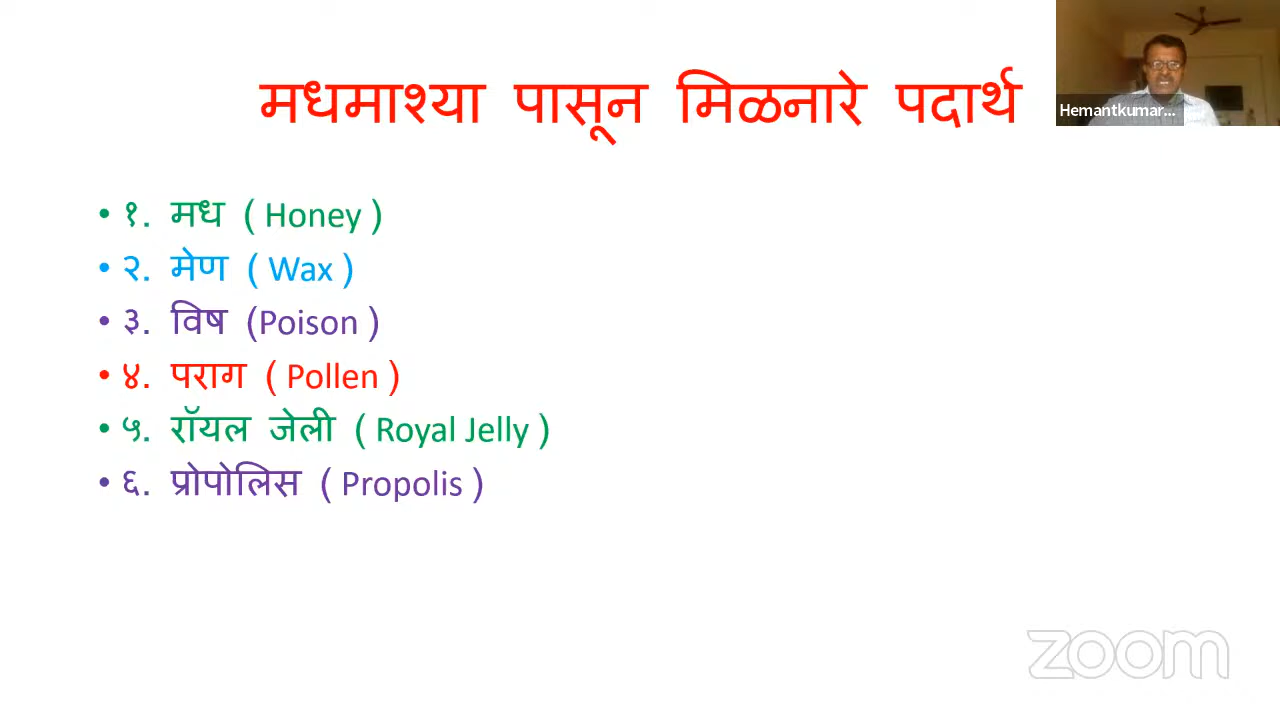 मधमाश्या पासून मिळनारे पदार्थ
Hemantkumar...
• १. मध ( Honey )
• २. मेण ( Wax )
• ३. विष (Poison )
• ४. पराग ( Pollen )
• ५. रॉयल जेली ( Royal Jelly )
• ६. प्रोपोलिस ( Propolis )
zoom